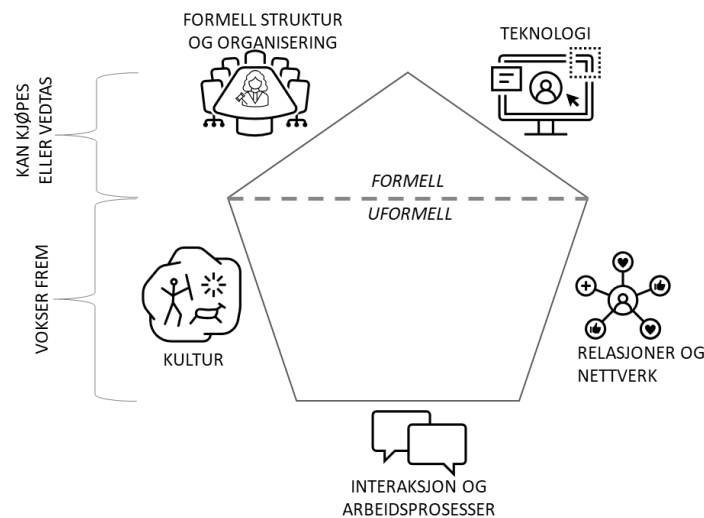 FORMELL STRUKTUR
OG ORGANISERING
TEKNOLOGI
KAN KJØPES
ELLER VEDTAS
FORMELL
UFORMELL
VOKSER FREM
KULTUR
RELASJONER OG
NETTVERK
INTERAKSJON OG
ARBEIDSPROSESSER